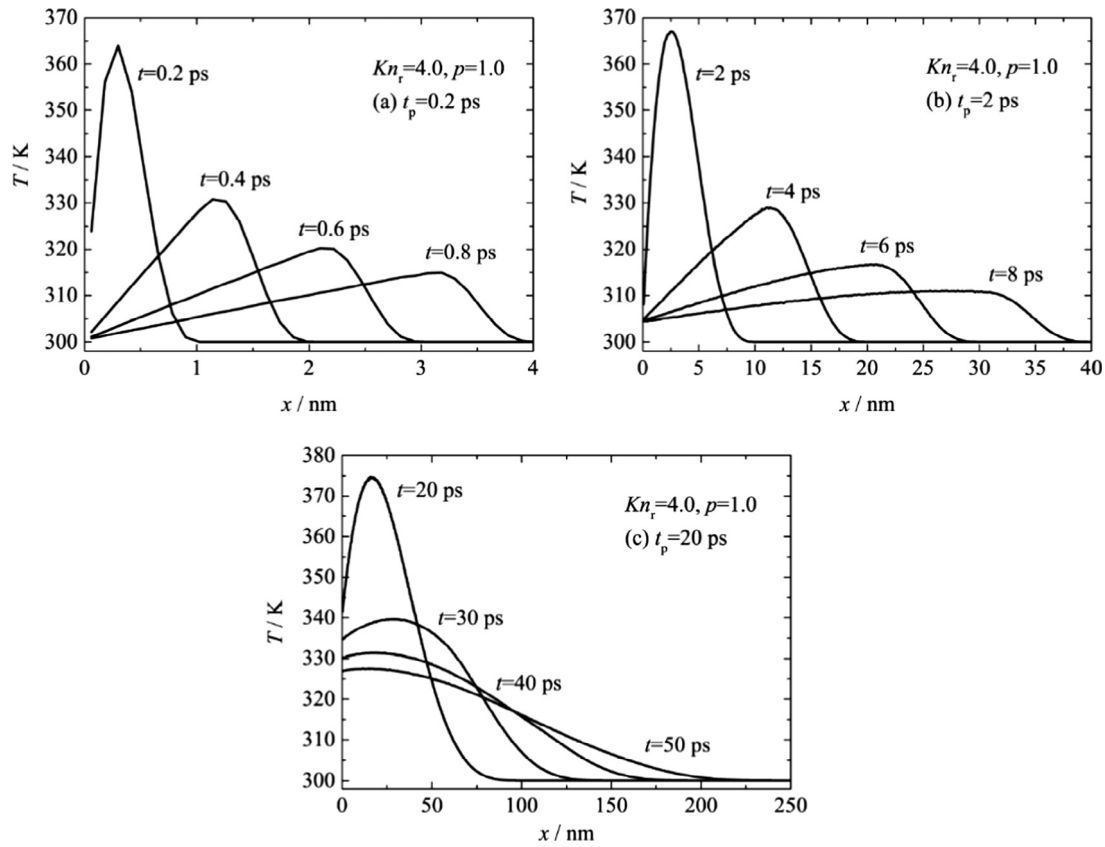 370
360
350
340
330
320
310
300
T / K
0
1
2
3
4
x / nm
t=0.2 ps
t=0.4 ps
t=0.6 ps
t=0.8 ps
Knr=4.0, p=1.0
(a) tp=0.2 ps
370
360
350
340
330
320
310
300
T / K
0
5
10
15
20
25
30
35
40
x / nm
t=2 ps
t=4 ps
t=6 ps
t=8 ps
Knr=4.0, p=1.0
(b) tp=2 ps
380
370
360
350
340
330
320
310
300
T / K
0
50
100
150
200
250
x / nm
t=20 ps
t=30 ps
t=40 ps
t=50 ps
Knr=4.0, p=1.0
(c) tp=20 ps